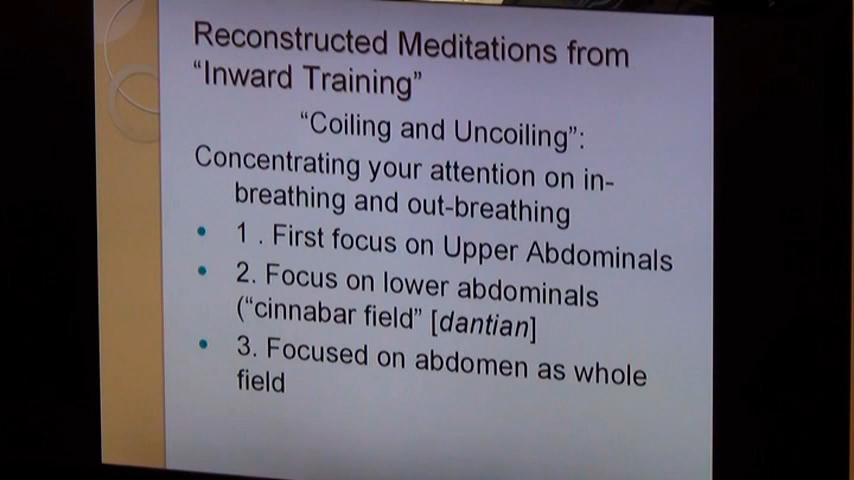 Reconstructed Meditations from
“Inward Training”
“Coiling and Uncoiling”:
Concentrating your attention on in-
breathing and out-breathing
• 1 . First focus on Upper Abdominals
• 2. Focus on lower abdominals
(“cinnabar field” [dantian]
• 3. Focused on abdomen as whole
field